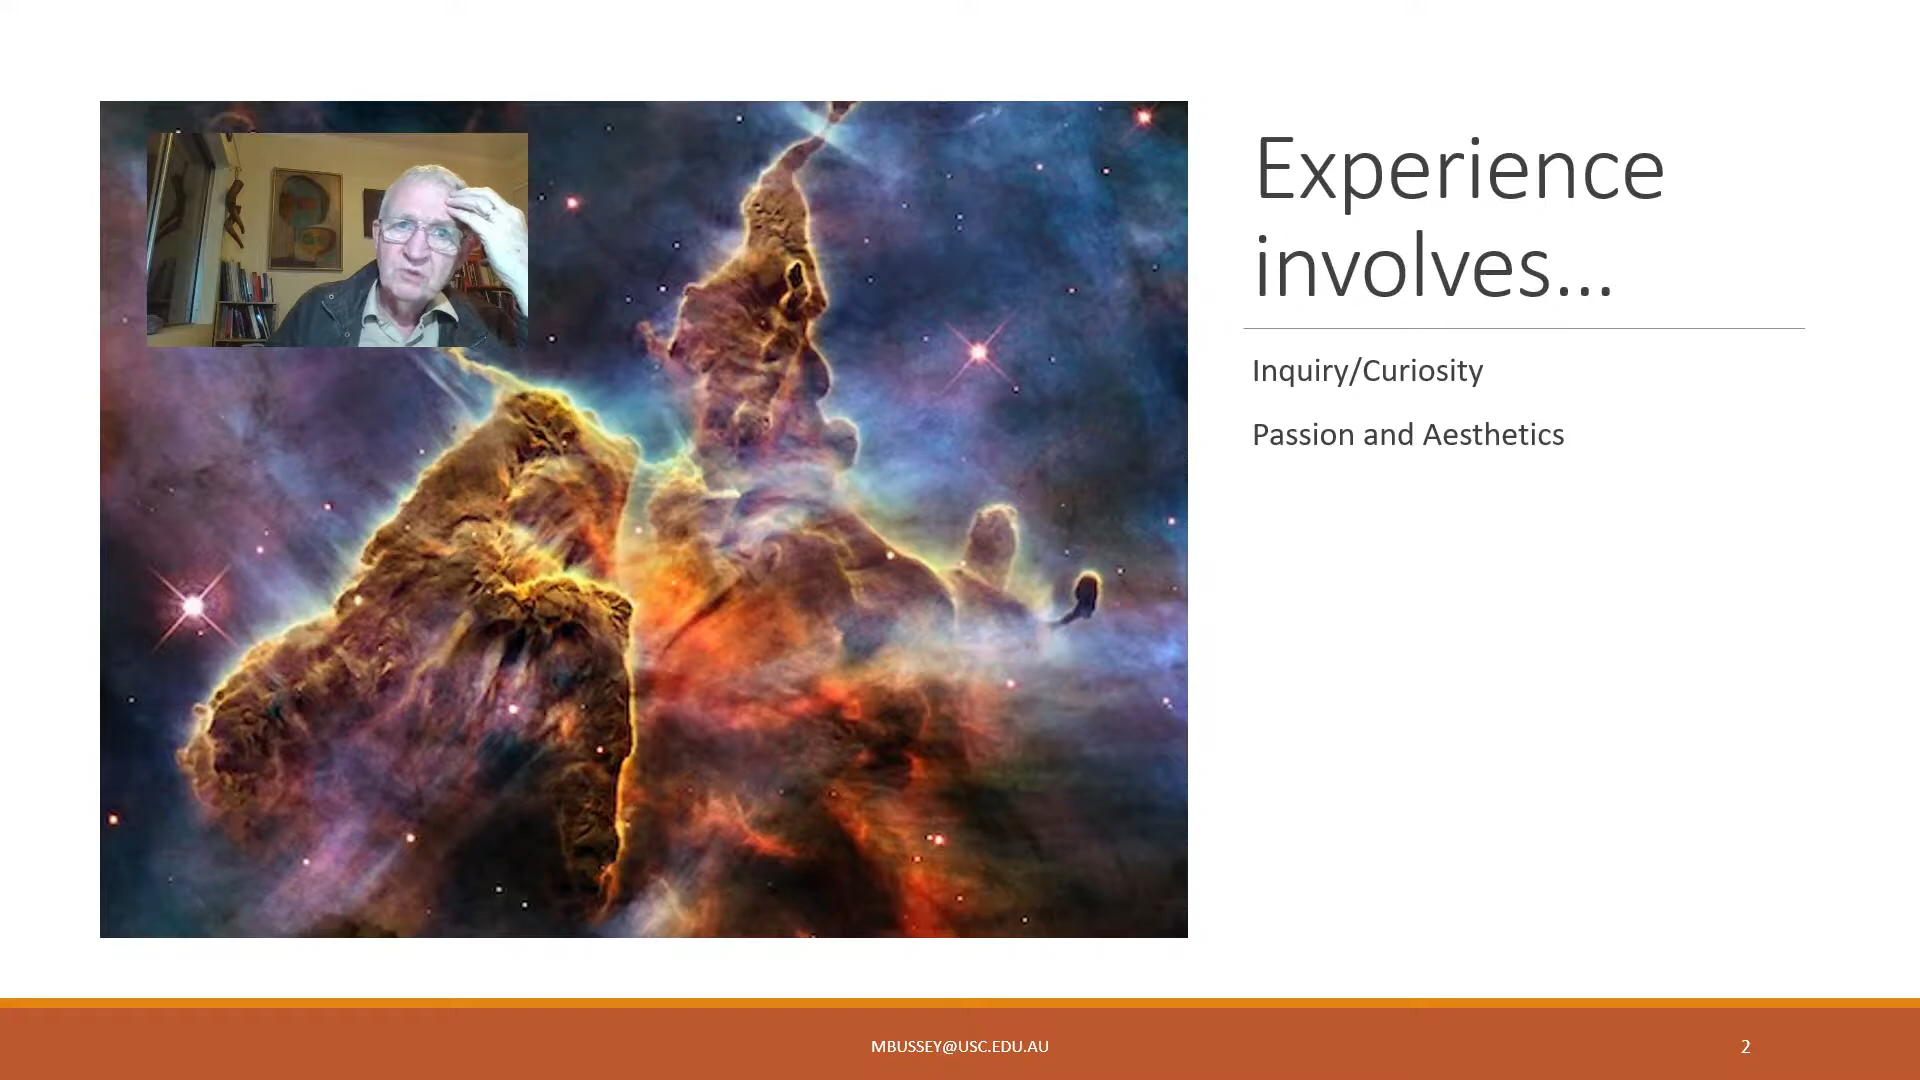 Experience
involves...
Inquiry/Curiosity
Passion and Aesthetics
MBUSSEY@USC.EDU.AU
2